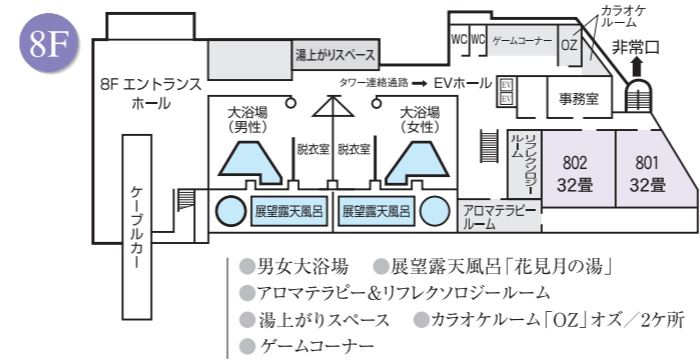 8F
カラオケ
ルーム
WC
WC
ゲームコーナー
OZ
非常口
湯上がりスペース
8F エントランス
ホール
タワー連絡通路 → EVホール
EV
EV
事務室
大浴場
（男性）
大浴場
（女性）
脱衣室
脱衣室
リフレクソロジー
ルーム
802
32畳
801
32畳
ケーブルカー
展望露天風呂
展望露天風呂
アロマテラピー
ルーム
●男女大浴場 ●展望露天風呂「花見月の湯」
●アロマテラピー&リフレクソロジールーム
●湯上がりスペース ●カラオケルーム「OZ」オズ／2ケ所
●ゲームコーナー